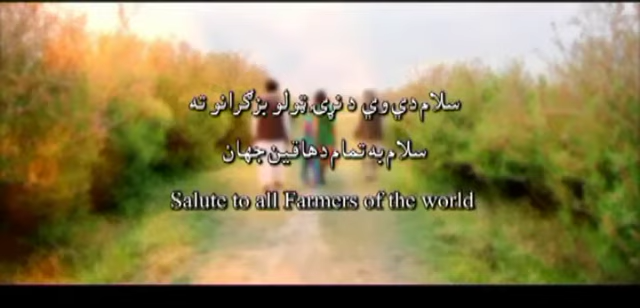 سلام دې وي د نړۍ ټولو بزګرانو ته
سلام به تمام دهاقین جهان
Salute to all Farmers of the world